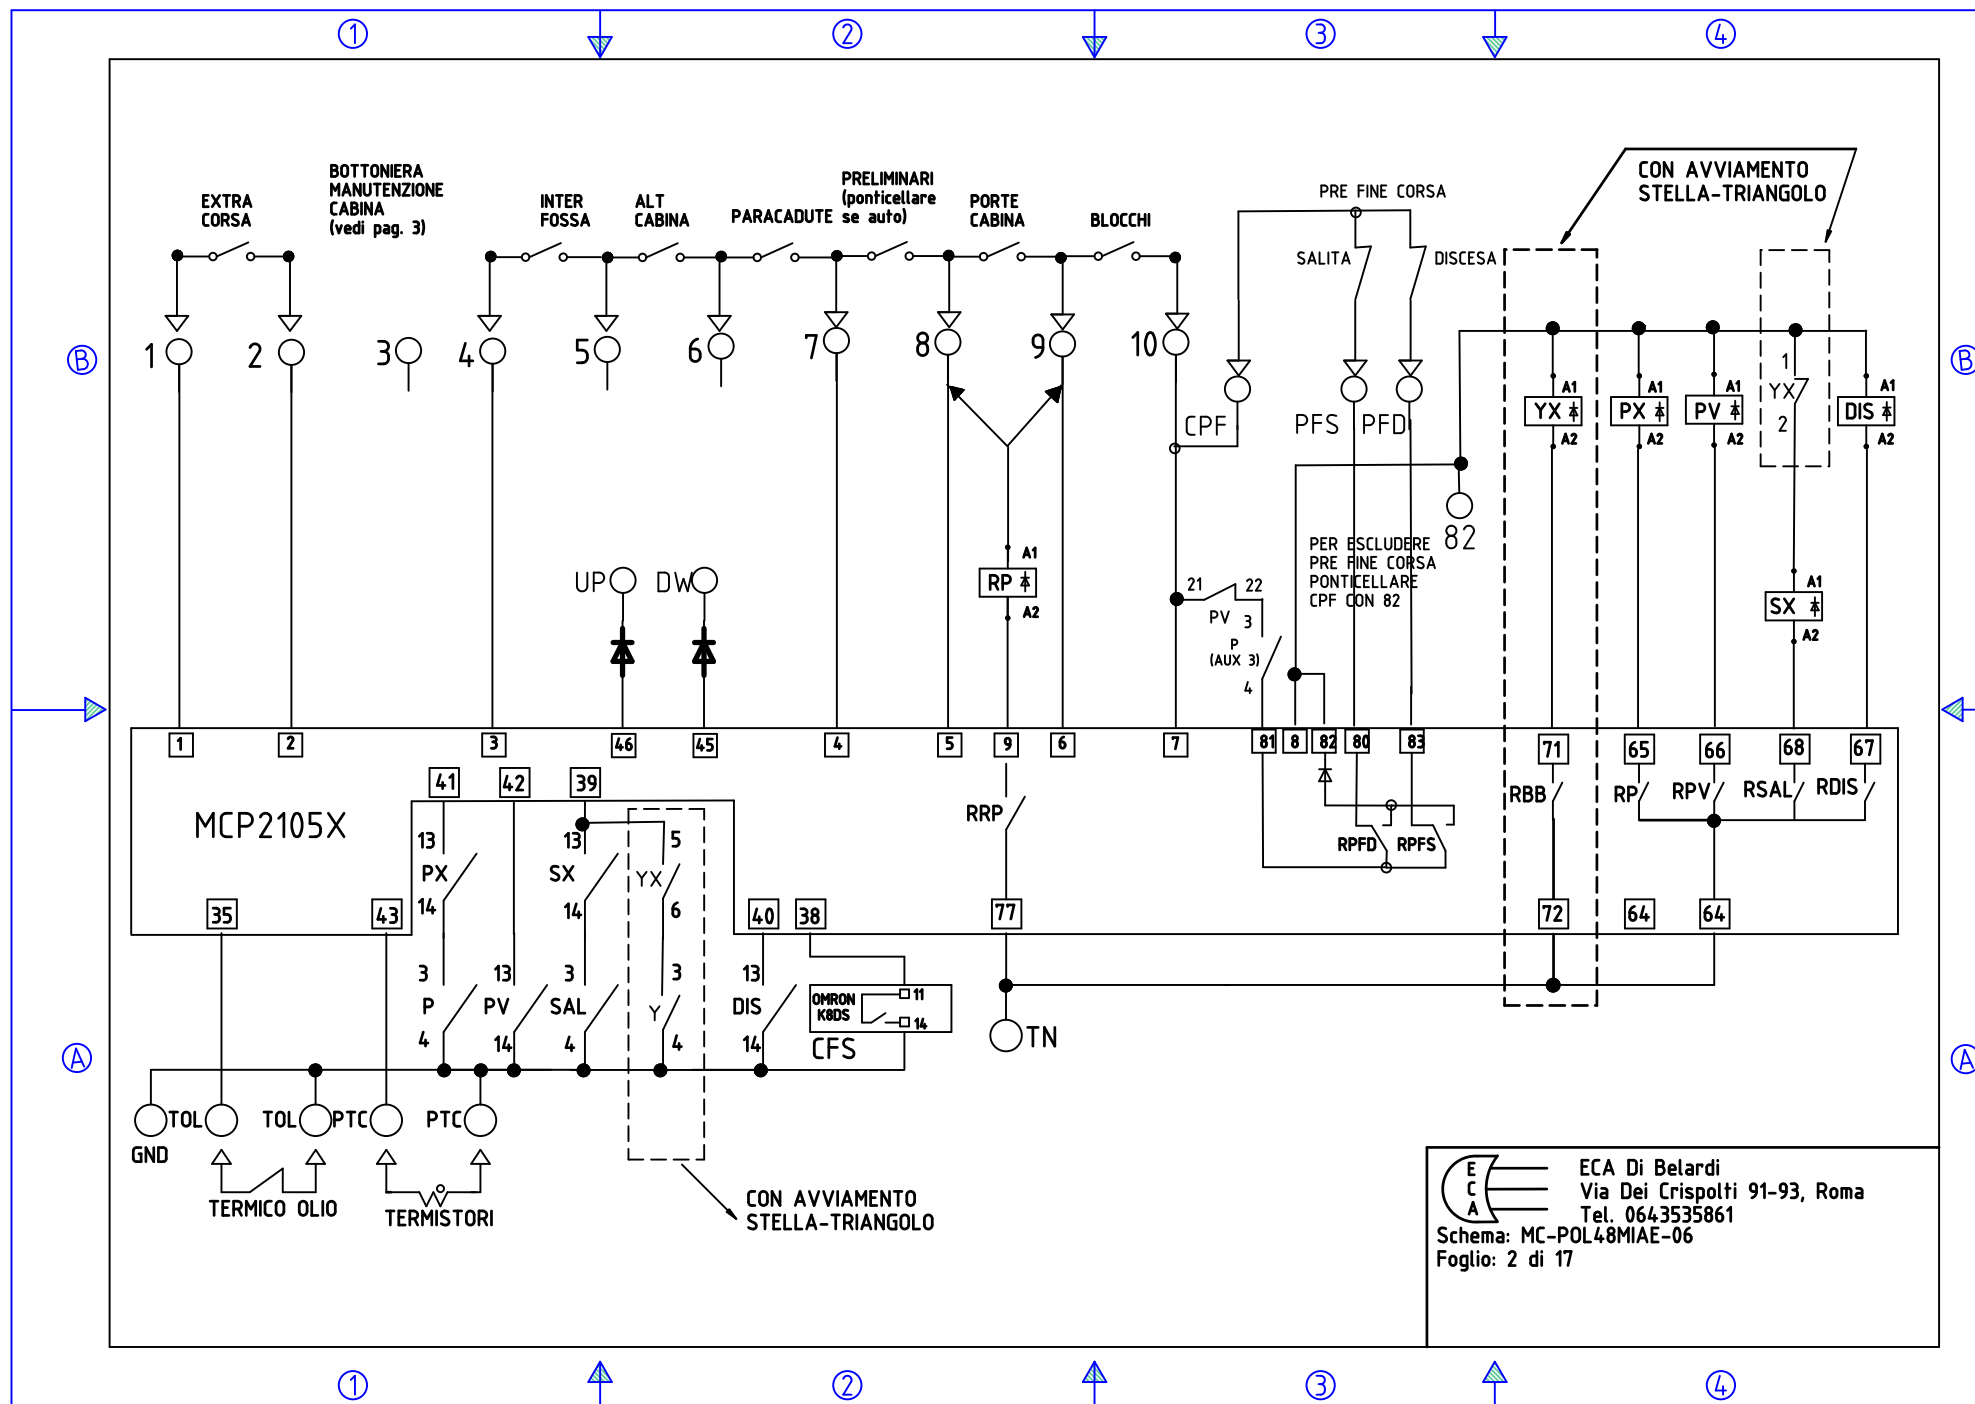 1
2
3
4
EXTRA
CORSA
BOTTONIERA
MANUTENZIONE
CABINA
(vedi pag. 3)
INTER
FOSSA
ALT
CABINA
PARACADUTE
PRELIMINARI
(ponticellare
se auto)
PORTE
CABINA
BLOCCHI
PRE FINE CORSA
SALITA
DISCESA
CON AVVIAMENTO
STELLA-TRIANGOLO
B
1
2
3
4
5
6
7
8
9
10
CPF
PFS
PFD
82
B
A1
YX
A2
A1
PX
A2
A1
PV
A2
1
YX
2
A1
DIS
A2
PER ESCLUDERE
PRE FINE CORSA
PONTICELLARE
CPF CON 82
UP
DW
A1
RP
A2
21
22
PV
3
P
(AUX 3)
4
A1
SX
A2
1
2
3
46
45
4
5
9
6
7
81
8
82
80
83
71
65
66
68
67
41
42
39
MCP2105X
13
PX
14
13
SX
14
5
YX
6
RRP
RPFD
RPFS
RBB
RP
RPV
RSAL
RDIS
35
43
40
38
77
72
64
64
3
P
4
13
PV
14
3
SAL
4
3
Y
4
13
DIS
14
OMRON
K8DS
11
14
CFS
TN
A
A
GND
TOL
TOL
PTC
PTC
TERMICO OLIO
TERMISTORI
CON AVVIAMENTO
STELLA-TRIANGOLO
E
C
A
ECA Di Belardi
Via Dei Crispolti 91-93, Roma
Tel. 0643535861
Schema: MC-POL48MIAE-06
Foglio: 2 di 17
1
2
3
4